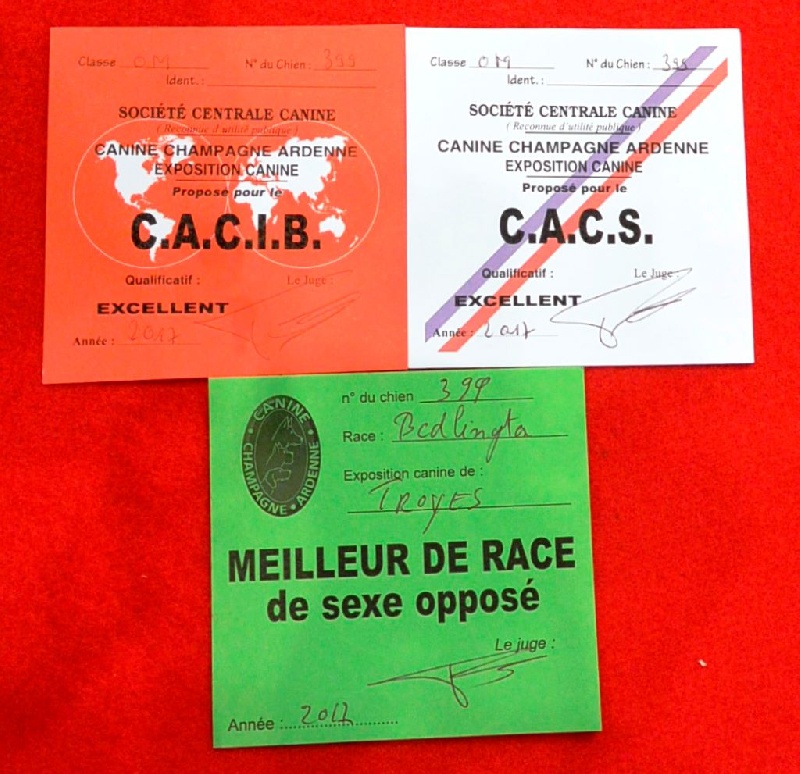 Classe OM N° du Chien : 399
Ident. :
SOCIÉTÉ CENTRALE CANINE
(Reconnue d'utilité publique)
CANINE CHAMPAGNE ARDENNE
EXPOSITION CANINE
Proposé pour le
C.A.C.I.B.
Qualificatif : Le Juge :
EXCELLENT
Année : 2017
Classe OM N° du Chien : 399
Ident. :
SOCIÉTÉ CENTRALE CANINE
( Reconnue d'utilité publique )
CANINE CHAMPAGNE ARDENNE
EXPOSITION CANINE
Proposé pour le
C.A.C.S.
Qualificatif : Le Juge :
EXCELLENT
Année : 2017
CANINE CHAMPAGNE ARDENNE
n° du chien 399
Race : Bedlington
Exposition canine de :
TROYES
MEILLEUR DE RACE
de sexe opposé
Le juge :
Année :..2017..